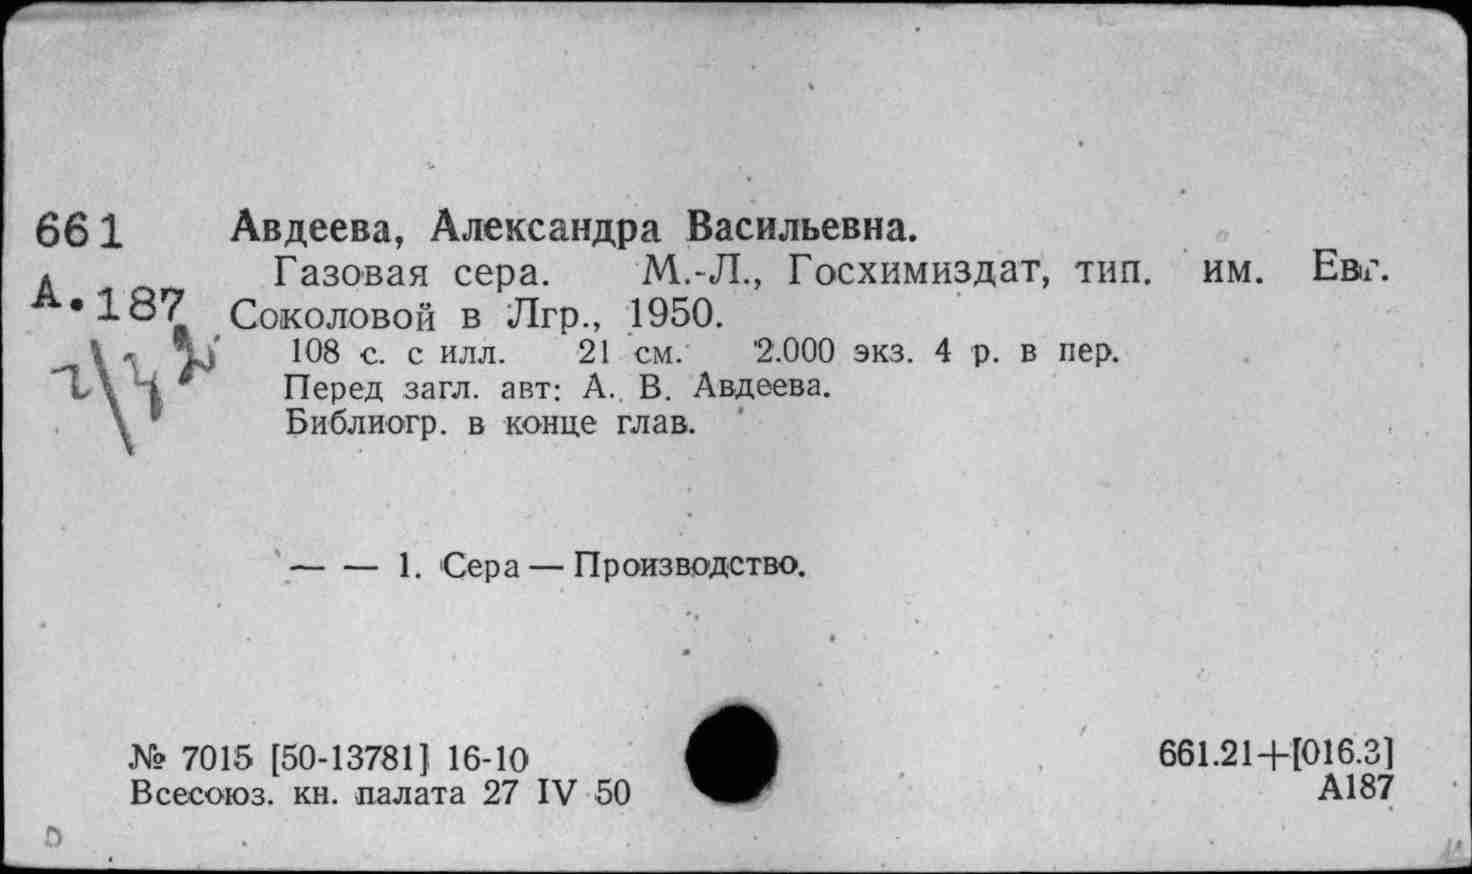 661 Авдеева, Александра Васильевна.
Газовая сера. М.-Л., Госхимиздат, тип. им. Евг.
А.187 Соколовой в Лгр., 1950.
108 с. с илл. 21 см. 2.000 экз. 4 р. в пер.
Перед загл. авт: А. В. Авдеева.
Библиогр. в конце глав.
— — 1. Сера — Производство.
№ 7015 [50-13781] 16-10
Всесоюз. кн. палата 27 IV 50
661.21+[016.3]
А187